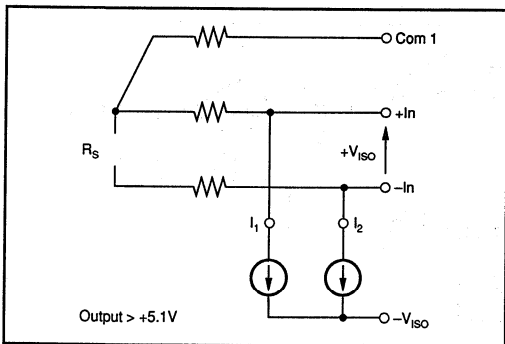 Com 1
+In
R_S
+V_ISO
–In
I_1
I_2
Output > +5.1V
–V_ISO